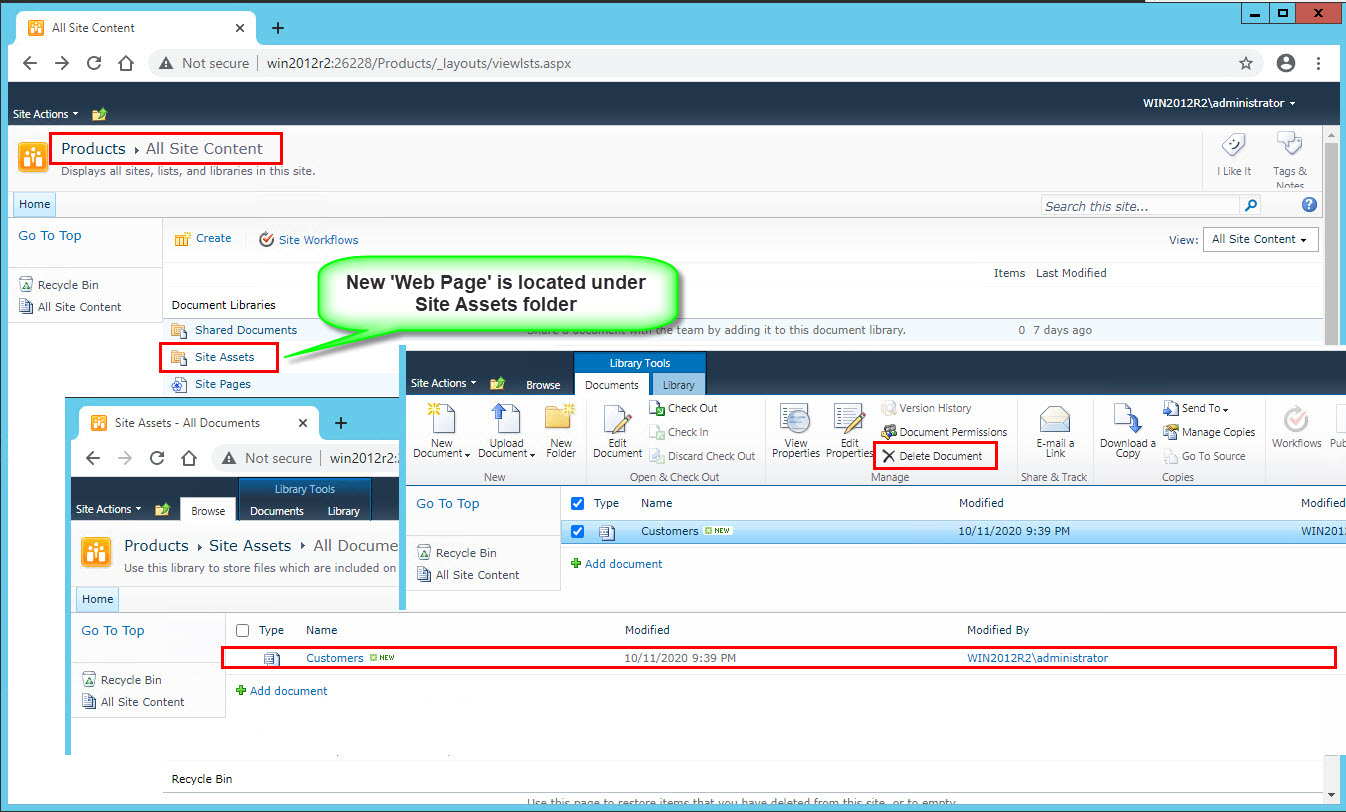 All Site Content
Not secure win2012r2:26228/Products/_layouts/viewlsts.aspx
WIN2012R2\administrator
Site Actions
Products ▸ All Site Content
Displays all sites, lists, and libraries in this site.
I Like It
Tags &
Notes
Home
Search this site...
Go To Top
Create
Site Workflows
View: All Site Content
Recycle Bin
All Site Content
Items Last Modified
New 'Web Page' is located under
Site Assets folder
Document Libraries
Shared Documents
Share a document with the team by adding it to this document library.
0 7 days ago
Site Assets
Site Pages
Library Tools
Site Actions Browse Documents Library
New
Document
Upload
Document
New
Folder
New
Edit
Document
Check Out
Check In
Discard Check Out
Open & Check Out
View
Properties
Edit
Properties
Version History
Document Permissions
Delete Document
Manage
E-mail a
Link
Share & Track
Download a
Copy
Send To
Manage Copies
Go To Source
Copies
Workflows
Pub
Go To Top
Recycle Bin
All Site Content
Type Name Modified Modified
Customers NEW 10/11/2020 9:39 PM WIN201
Add document
Site Assets - All Documents
Not secure win2012r2:
Library Tools
Site Actions Browse Documents Library
Products ▸ Site Assets ▸ All Docume
Use this library to store files which are included on
Home
Go To Top
Recycle Bin
All Site Content
Type Name Modified Modified By
Customers NEW 10/11/2020 9:39 PM WIN2012R2\administrator
Add document
Recycle Bin
Use this page to restore items that you have deleted from this site, or to empty